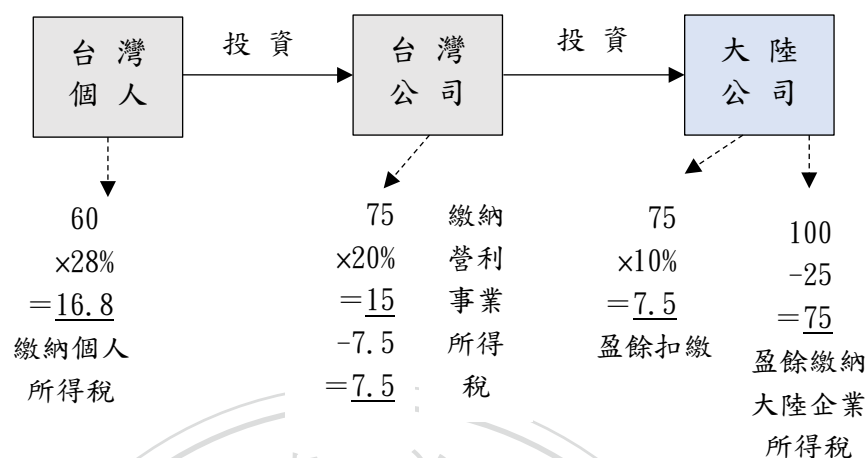 台灣
個人
投資
台灣
公司
投資
大陸
公司
60
×28%
=16.8
繳納個人
所得稅
75
×20%
=15
-7.5
=7.5
繳納
營利
事業
所得
稅
75
×10%
=7.5
盈餘扣繳
100
-25
=75
盈餘繳納
大陸企業
所得稅